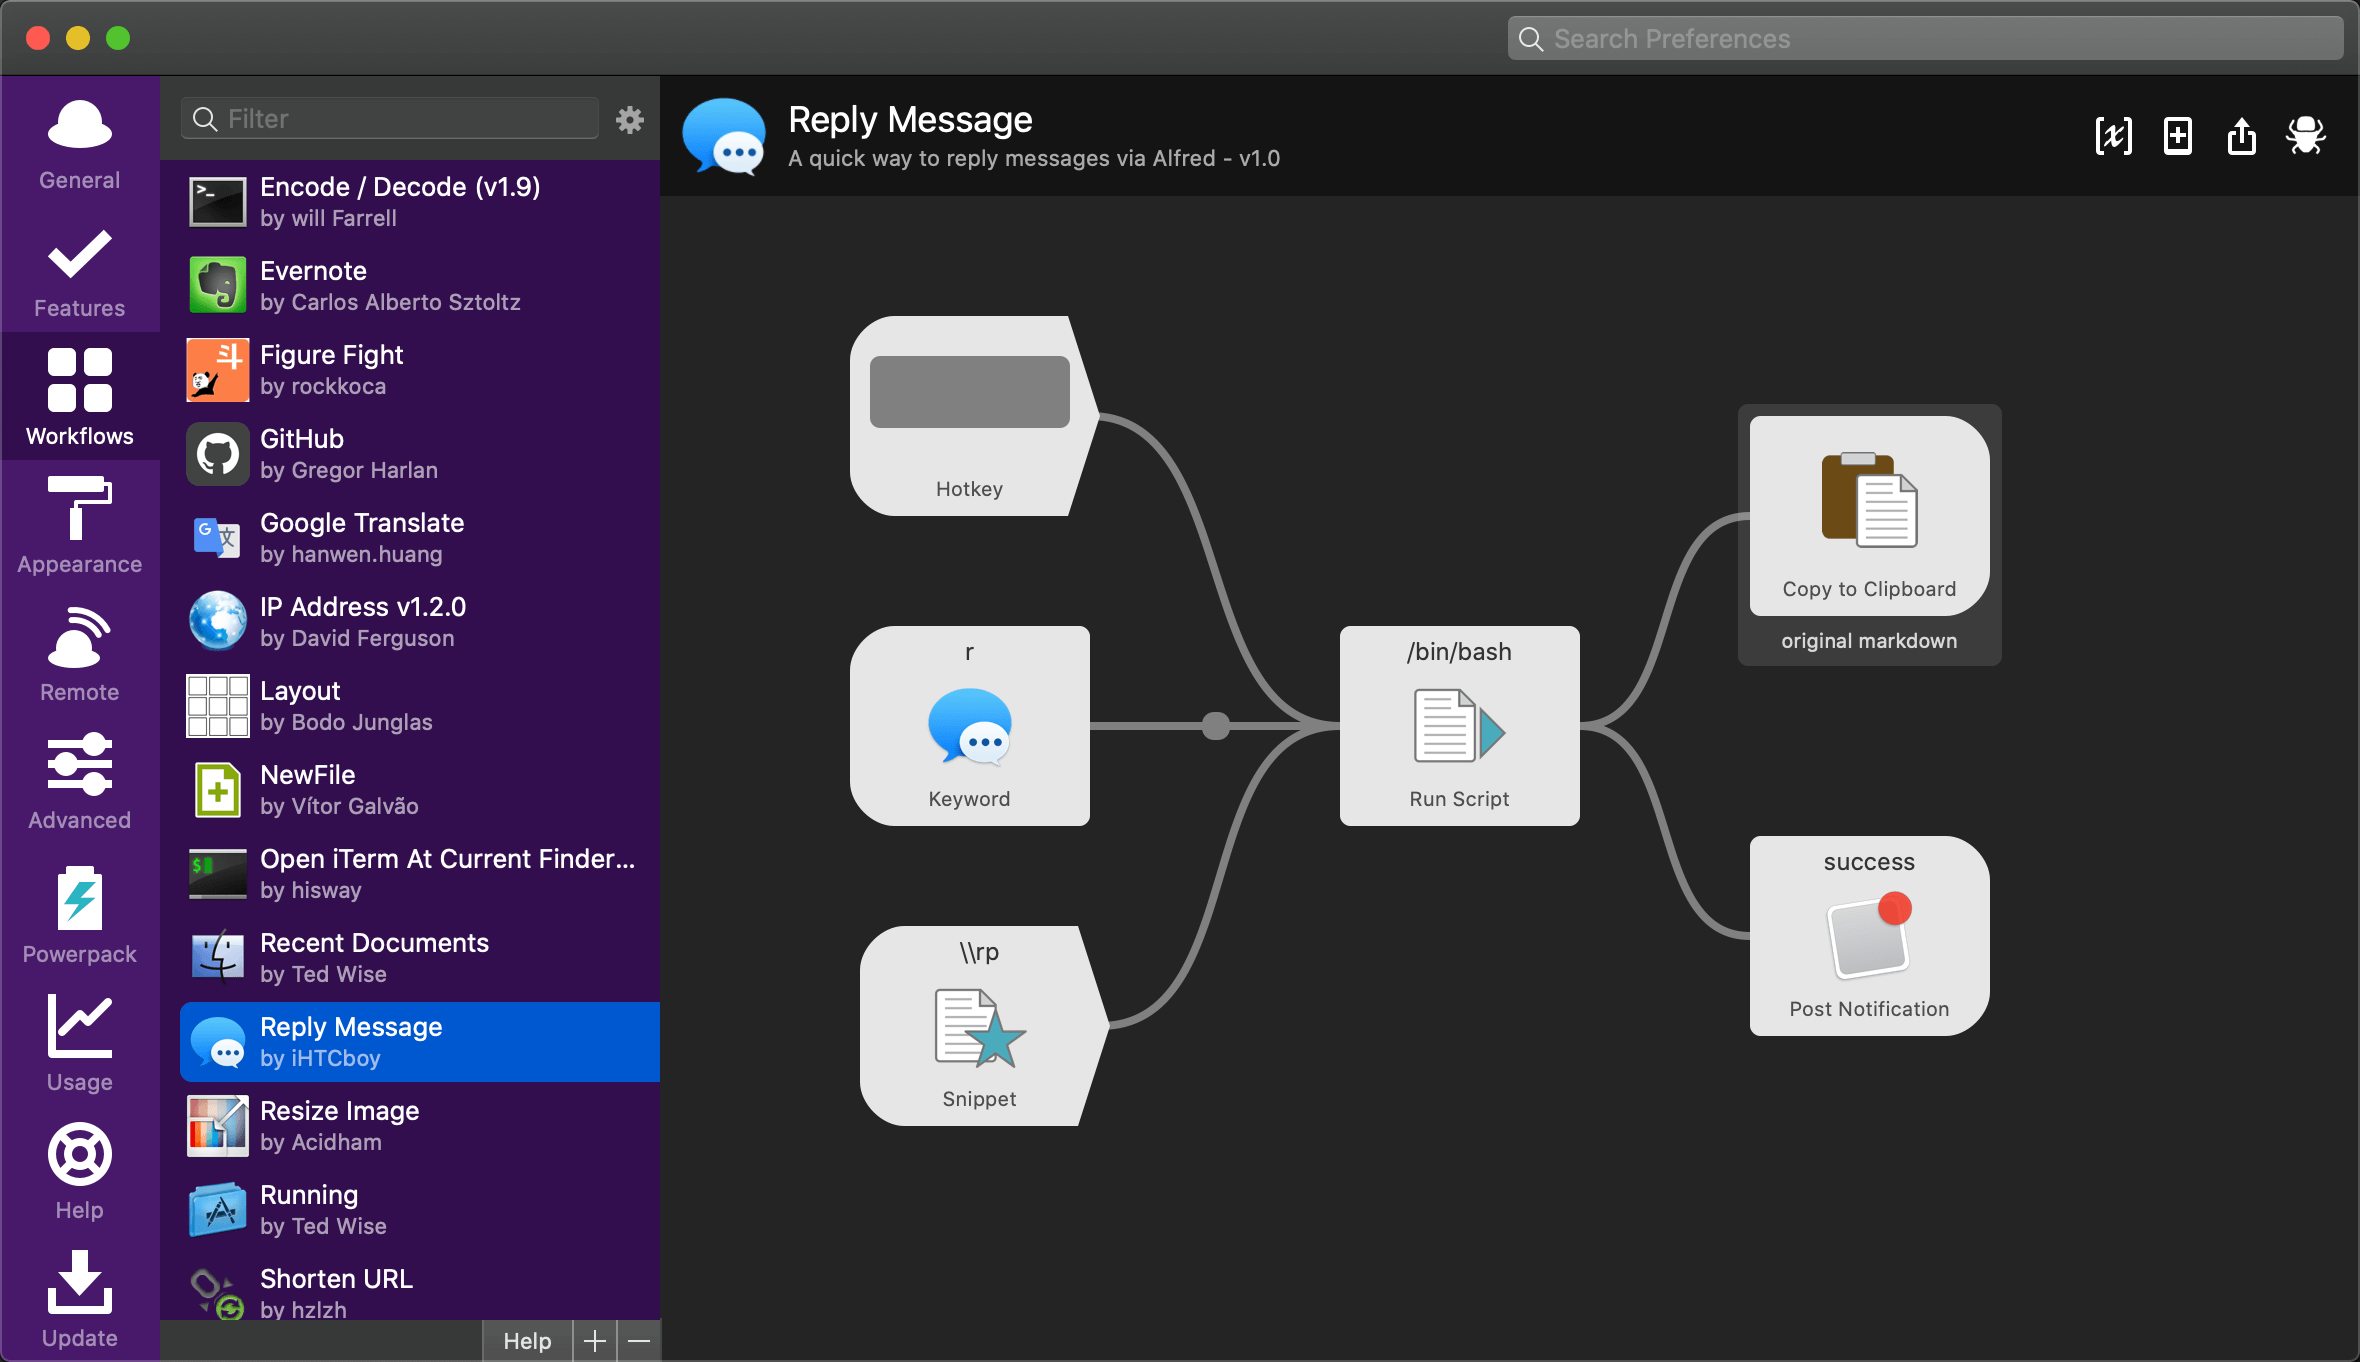 Search Preferences
General
Features
Workflows
Appearance
Remote
Advanced
Powerpack
Usage
Help
Update
Filter
Encode / Decode (v1.9)
by will Farrell
Evernote
by Carlos Alberto Sztoltz
斗
Figure Fight
by rockkoca
GitHub
by Gregor Harlan
G 文
Google Translate
by hanwen.huang
IP Address v1.2.0
by David Ferguson
Layout
by Bodo Junglas
NewFile
by Vítor Galvão
$
Open iTerm At Current Finder...
by hisway
Recent Documents
by Ted Wise
Reply Message
by iHTCboy
Resize Image
by Acidham
Running
by Ted Wise
Shorten URL
by hzlzh
Help
Reply Message
A quick way to reply messages via Alfred - v1.0
Hotkey
r
Keyword
\\rp
Snippet
/bin/bash
Run Script
Copy to Clipboard
original markdown
success
Post Notification